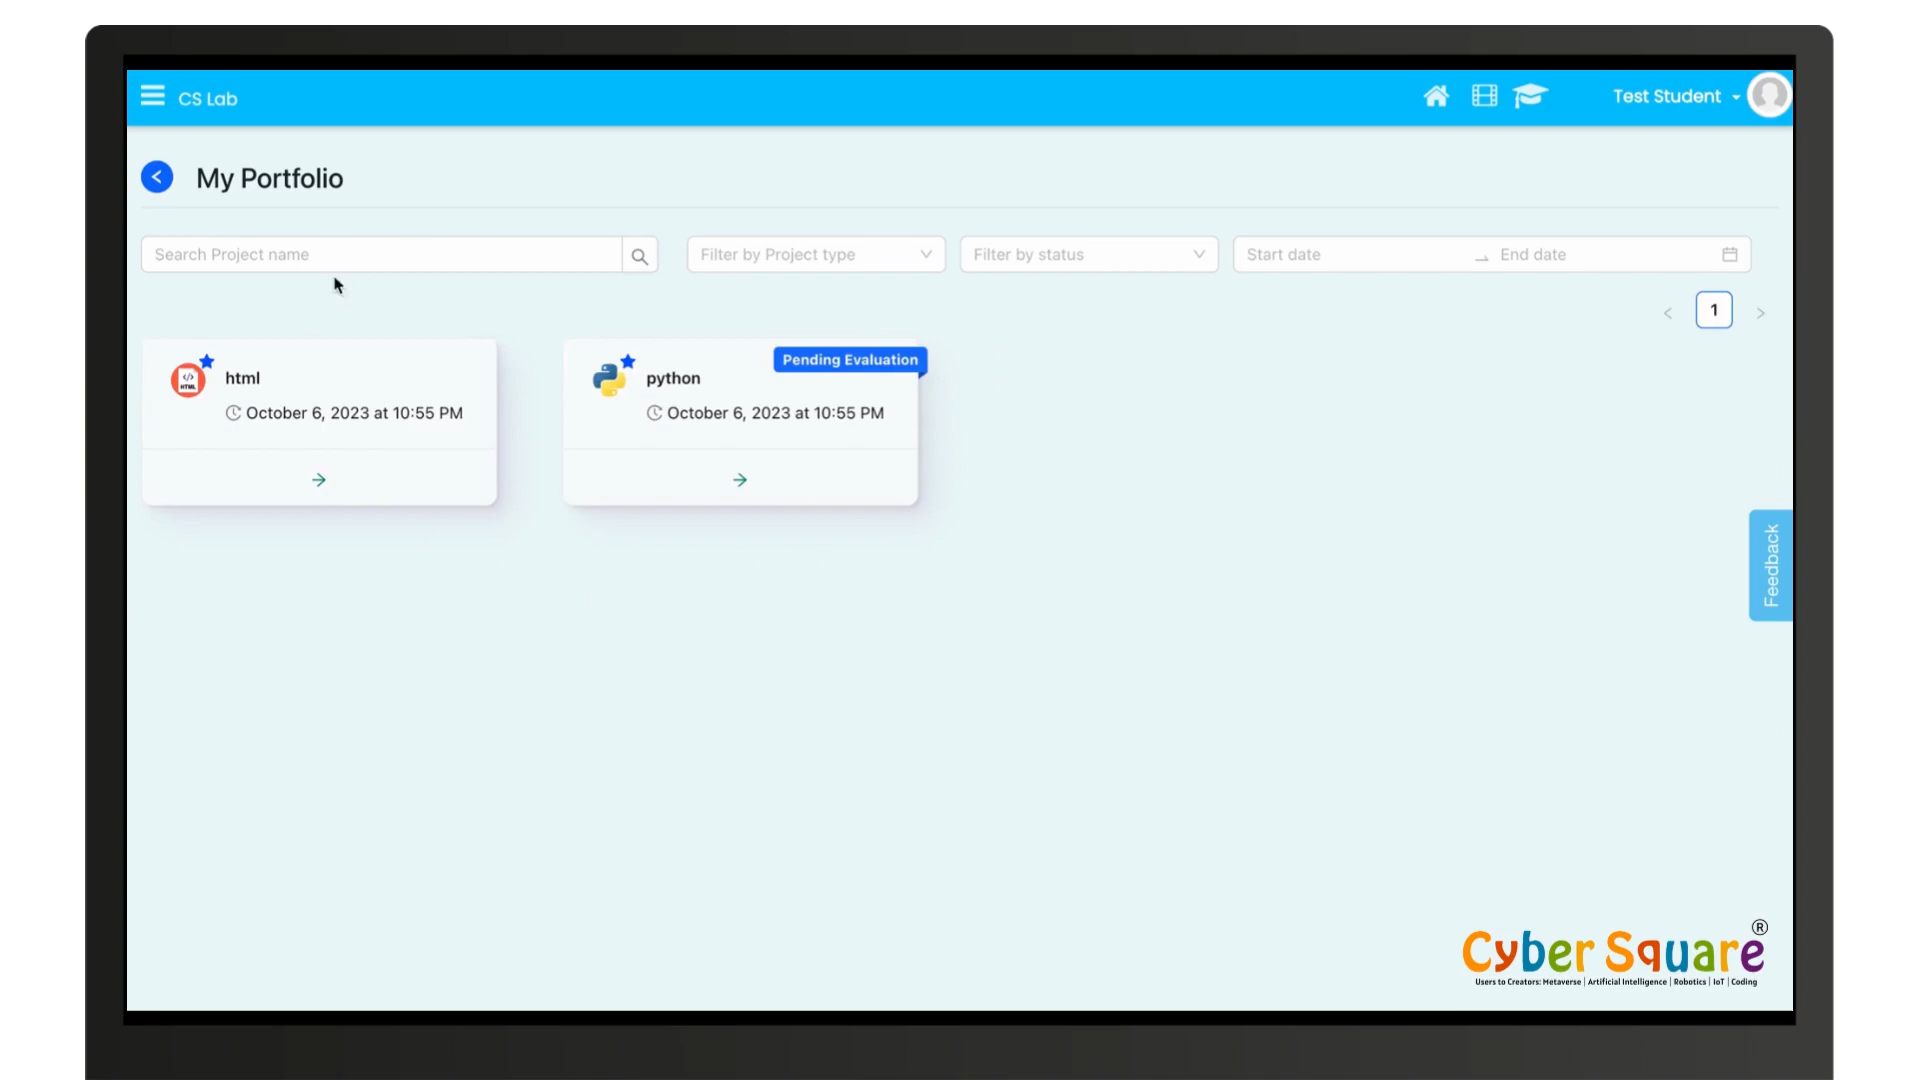 CS Lab
Test Student
My Portfolio
Search Project name
Filter by Project type
Filter by status
Start date
End date
1
</>
HTML
html
October 6, 2023 at 10:55 PM
Pending Evaluation
python
October 6, 2023 at 10:55 PM
Feedback
Cyber Square®
Users to Creators: Metaverse | Artificial Intelligence | Robotics | IoT | Coding